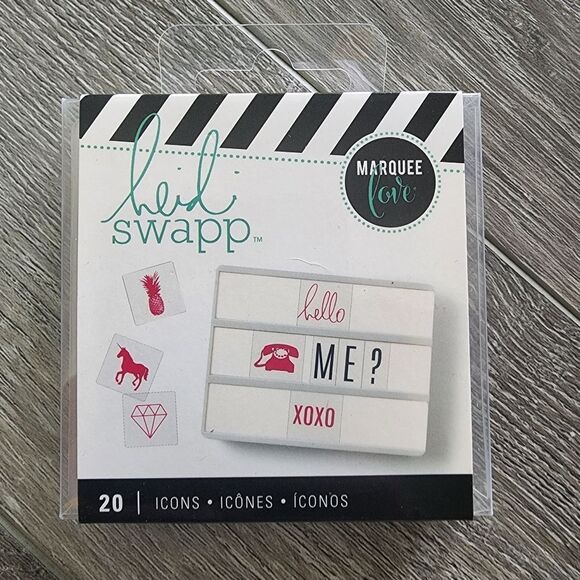 heidi
swapp™
MARQUEE
love
hello
ME?
XOXO
20 | ICONS • ICÔNES • ÍCONOS